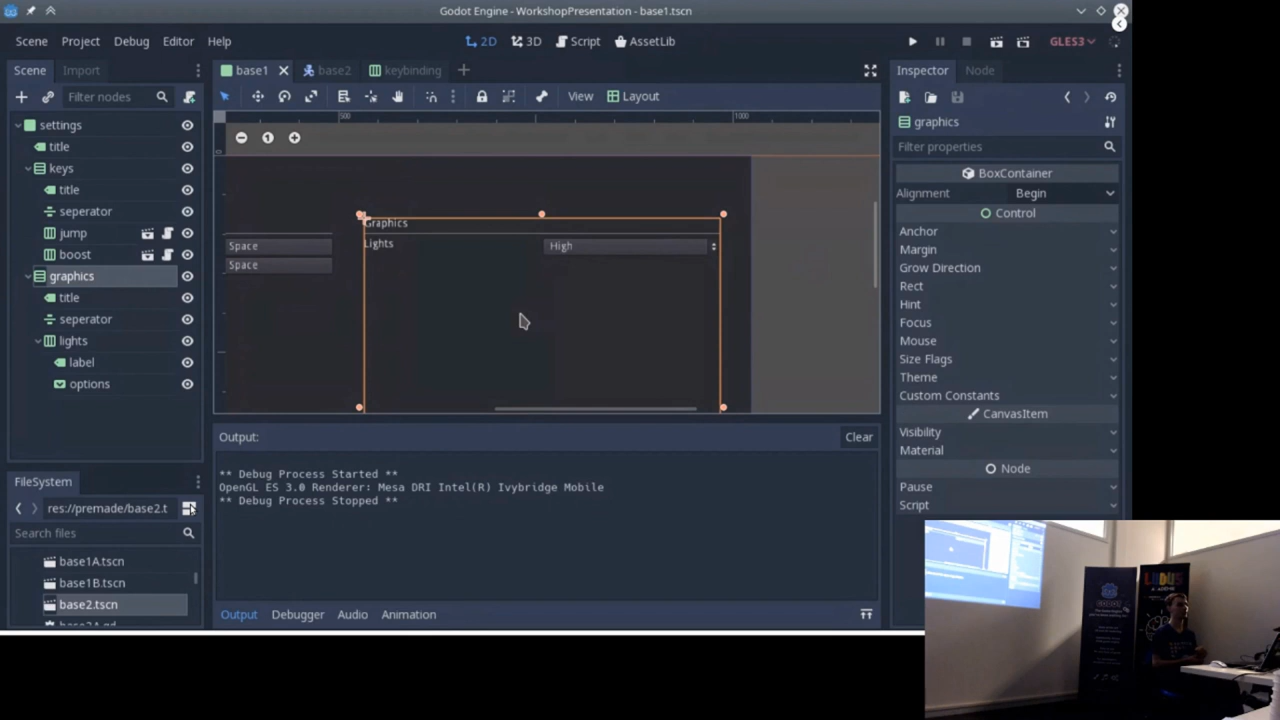 Godot Engine - WorkshopPresentation - base1.tscn
Scene Project Debug Editor Help
2D 3D Script AssetLib
GLES3
Scene Import
base1 base2 keybinding
Inspector Node
Filter nodes
View Layout
500 1000
graphics
Filter properties
settings
title
keys
title
seperator
jump
boost
graphics
title
seperator
lights
label
options
Graphics
Lights High
Space
Space
BoxContainer
Alignment Begin
Control
Anchor
Margin
Grow Direction
Rect
Hint
Focus
Mouse
Size Flags
Theme
Custom Constants
CanvasItem
Visibility
Material
Node
Pause
Script
Output: Clear
** Debug Process Started **
OpenGL ES 3.0 Renderer: Mesa DRI Intel(R) Ivybridge Mobile
** Debug Process Stopped **
Output Debugger Audio Animation
FileSystem
res://premade/base2.t
Search files
base1A.tscn
base1B.tscn
base2.tscn
GODOT
LUDUS